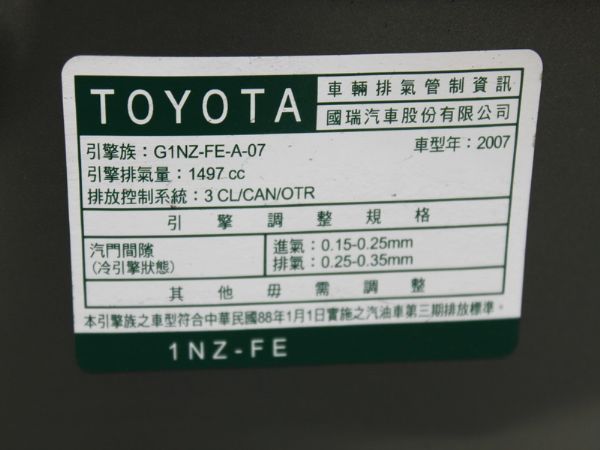 TOYOTA
車輛排氣管制資訊
國瑞汽車股份有限公司
引擎族：G1NZ-FE-A-07 車型年：2007
引擎排氣量：1497 cc
排放控制系統：3 CL/CAN/OTR
引擎調整規格
汽門間隙
(冷引擎狀態)
進氣：0.15-0.25mm
排氣：0.25-0.35mm
其他毋需調整
本引擎族之車型符合中華民國88年1月1日實施之汽油車第三期排放標準。
1NZ-FE